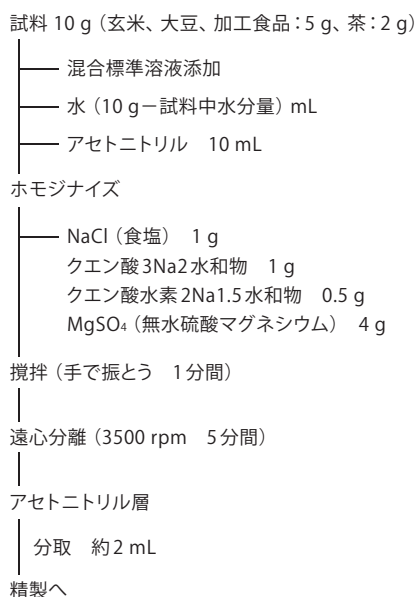 試料 10 g（玄米、大豆、加工食品：5 g、茶：2 g）
混合標準溶液添加
水（10 g－試料中水分量）mL
アセトニトリル　10 mL
ホモジナイズ
NaCl（食塩）　1 g
クエン酸3Na2水和物　1 g
クエン酸水素2Na1.5水和物　0.5 g
MgSO₄（無水硫酸マグネシウム）　4 g
撹拌（手で振とう　1分間）
遠心分離（3500 rpm　5分間）
アセトニトリル層
分取　約2 mL
精製へ